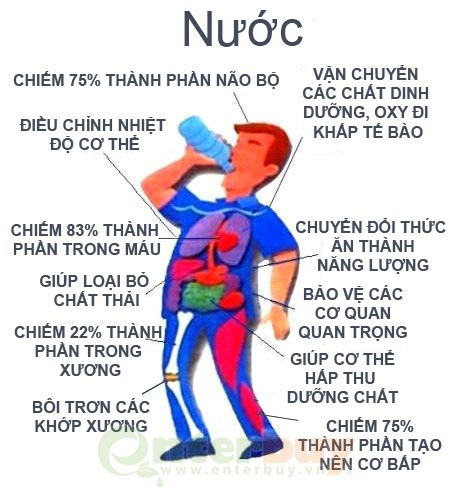 Nước
CHIẾM 75% THÀNH PHẦN NÃO BỘ
VẬN CHUYỂN
CÁC CHẤT DINH
DƯỠNG, OXY ĐI
KHẮP TẾ BÀO
ĐIỀU CHỈNH NHIỆT
ĐỘ CƠ THỂ
CHIẾM 83% THÀNH
PHẦN TRONG MÁU
CHUYỂN ĐỔI THỨC
ĂN THÀNH
NĂNG LƯỢNG
GIÚP LOẠI BỎ
CHẤT THẢI
BẢO VỆ CÁC
CƠ QUAN
QUAN TRỌNG
CHIẾM 22% THÀNH
PHẦN TRONG
XƯƠNG
GIÚP CƠ THỂ
HẤP THU
DƯỠNG CHẤT
BÔI TRƠN CÁC
KHỚP XƯƠNG
CHIẾM 75%
THÀNH PHẦN TẠO
NÊN CƠ BẮP
enterbuy
www.enterbuy.vn